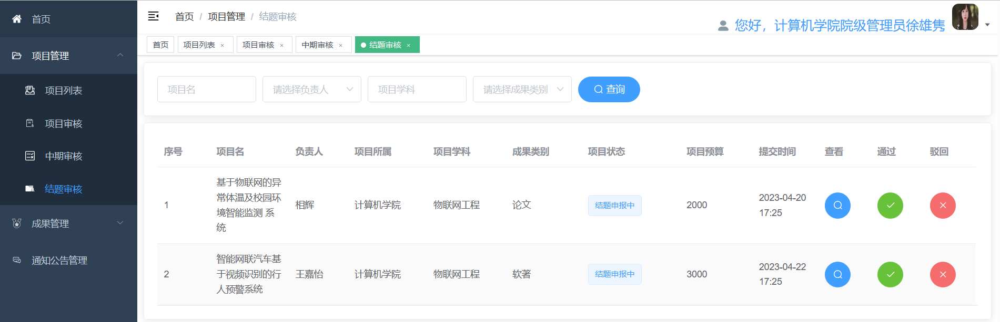 首页
项目管理
项目列表
项目审核
中期审核
结题审核
成果管理
通知公告管理
首页 / 项目管理 / 结题审核
您好，计算机学院院级管理员徐雄隽
首页 项目列表 × 项目审核 × 中期审核 × 结题审核 ×
项目名 请选择负责人 项目学科 请选择成果类别 查询
序号 项目名 负责人 项目所属 项目学科 成果类别 项目状态 项目预算 提交时间 查看 通过 驳回
1 基于物联网的异
常体温及校园环
境智能监测 系
统 相辉 计算机学院 物联网工程 论文 结题申报中 2000 2023-04-20
17:25
2 智能网联汽车基
于视频识别的行
人预警系统 王嘉怡 计算机学院 物联网工程 软著 结题申报中 3000 2023-04-22
17:25